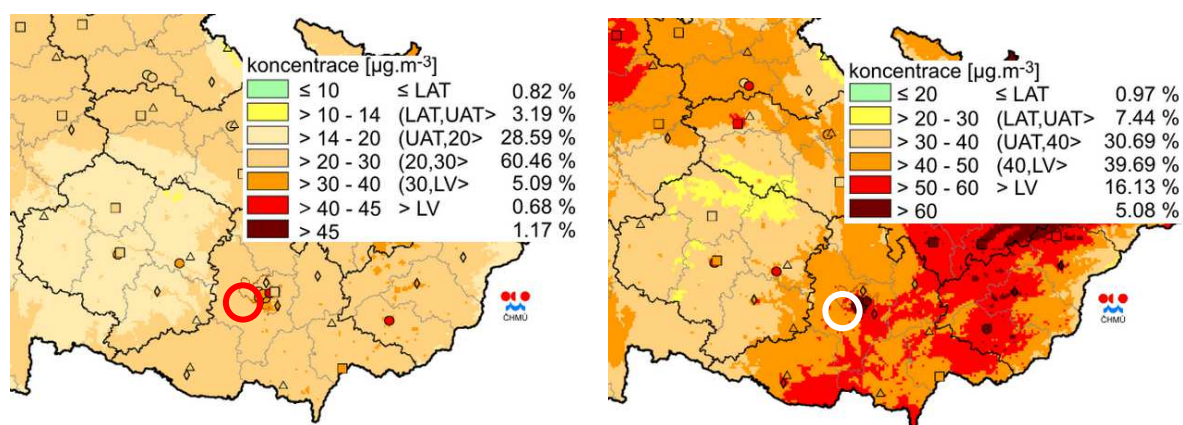 koncentrace [µg.m-3]
≤ 10 ≤ LAT 0.82 %
> 10 - 14 (LAT,UAT> 3.19 %
> 14 - 20 (UAT,20> 28.59 %
> 20 - 30 (20,30> 60.46 %
> 30 - 40 (30,LV> 5.09 %
> 40 - 45 > LV 0.68 %
> 45 1.17 %
ČHMÚ
koncentrace [µg.m-3]
≤ 20 ≤ LAT 0.97 %
> 20 - 30 (LAT,UAT> 7.44 %
> 30 - 40 (UAT,40> 30.69 %
> 40 - 50 (40,LV> 39.69 %
> 50 - 60 > LV 16.13 %
> 60 5.08 %
ČHMÚ